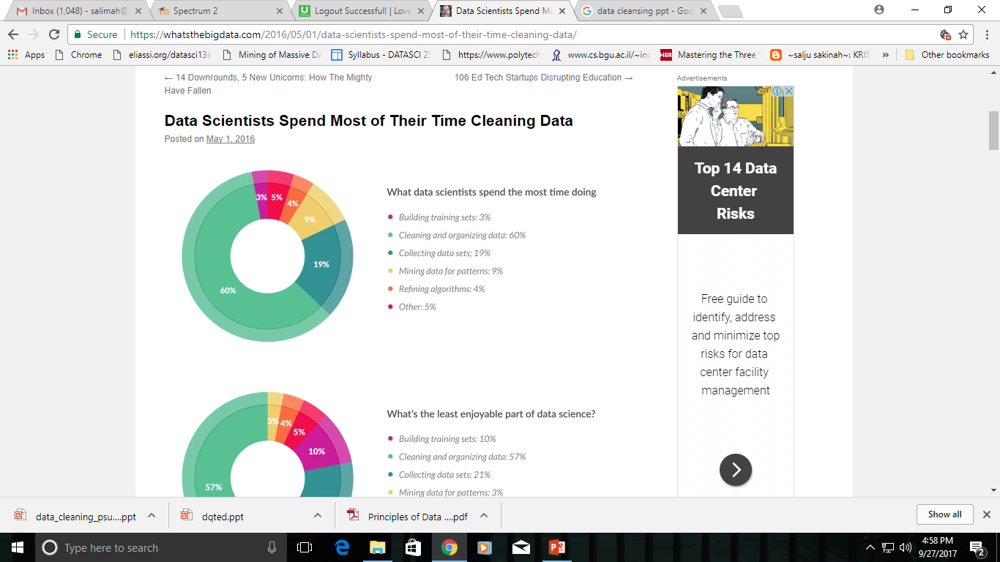 Inbox (1,048) - salimah@
Spectrum 2
Logout Successful! | Love
Data Scientists Spend Mo
data cleansing ppt - Goo
Secure
https://whatsthebigdata.com/2016/05/01/data-scientists-spend-most-of-their-time-cleaning-data/
Apps
Chrome
eliassi.org/datasci13s
Mining of Massive Da
Syllabus - DATASCI 25
https://www.polytech
www.cs.bgu.ac.il/~inc
HBR
Mastering the Three
~salju sakinah~: KRIS
»
Other bookmarks
← 14 Downrounds, 5 New Unicorns: How The Mighty
Have Fallen
106 Ed Tech Startups Disrupting Education →
Data Scientists Spend Most of Their Time Cleaning Data
Posted on May 1, 2016
3%
5%
4%
9%
19%
60%
What data scientists spend the most time doing
Building training sets: 3%
Cleaning and organizing data: 60%
Collecting data sets; 19%
Mining data for patterns: 9%
Refining algorithms: 4%
Other: 5%
3%
4%
5%
10%
57%
What's the least enjoyable part of data science?
Building training sets: 10%
Cleaning and organizing data: 57%
Collecting data sets: 21%
Mining data for patterns: 3%
Advertisements
Top 14 Data
Center
Risks
Free guide to
identify, address
and minimize top
risks for data
center facility
management
data_cleaning_psu....ppt
dqted.ppt
Principles of Data ....pdf
Show all
Type here to search
4:58 PM
9/27/2017
2